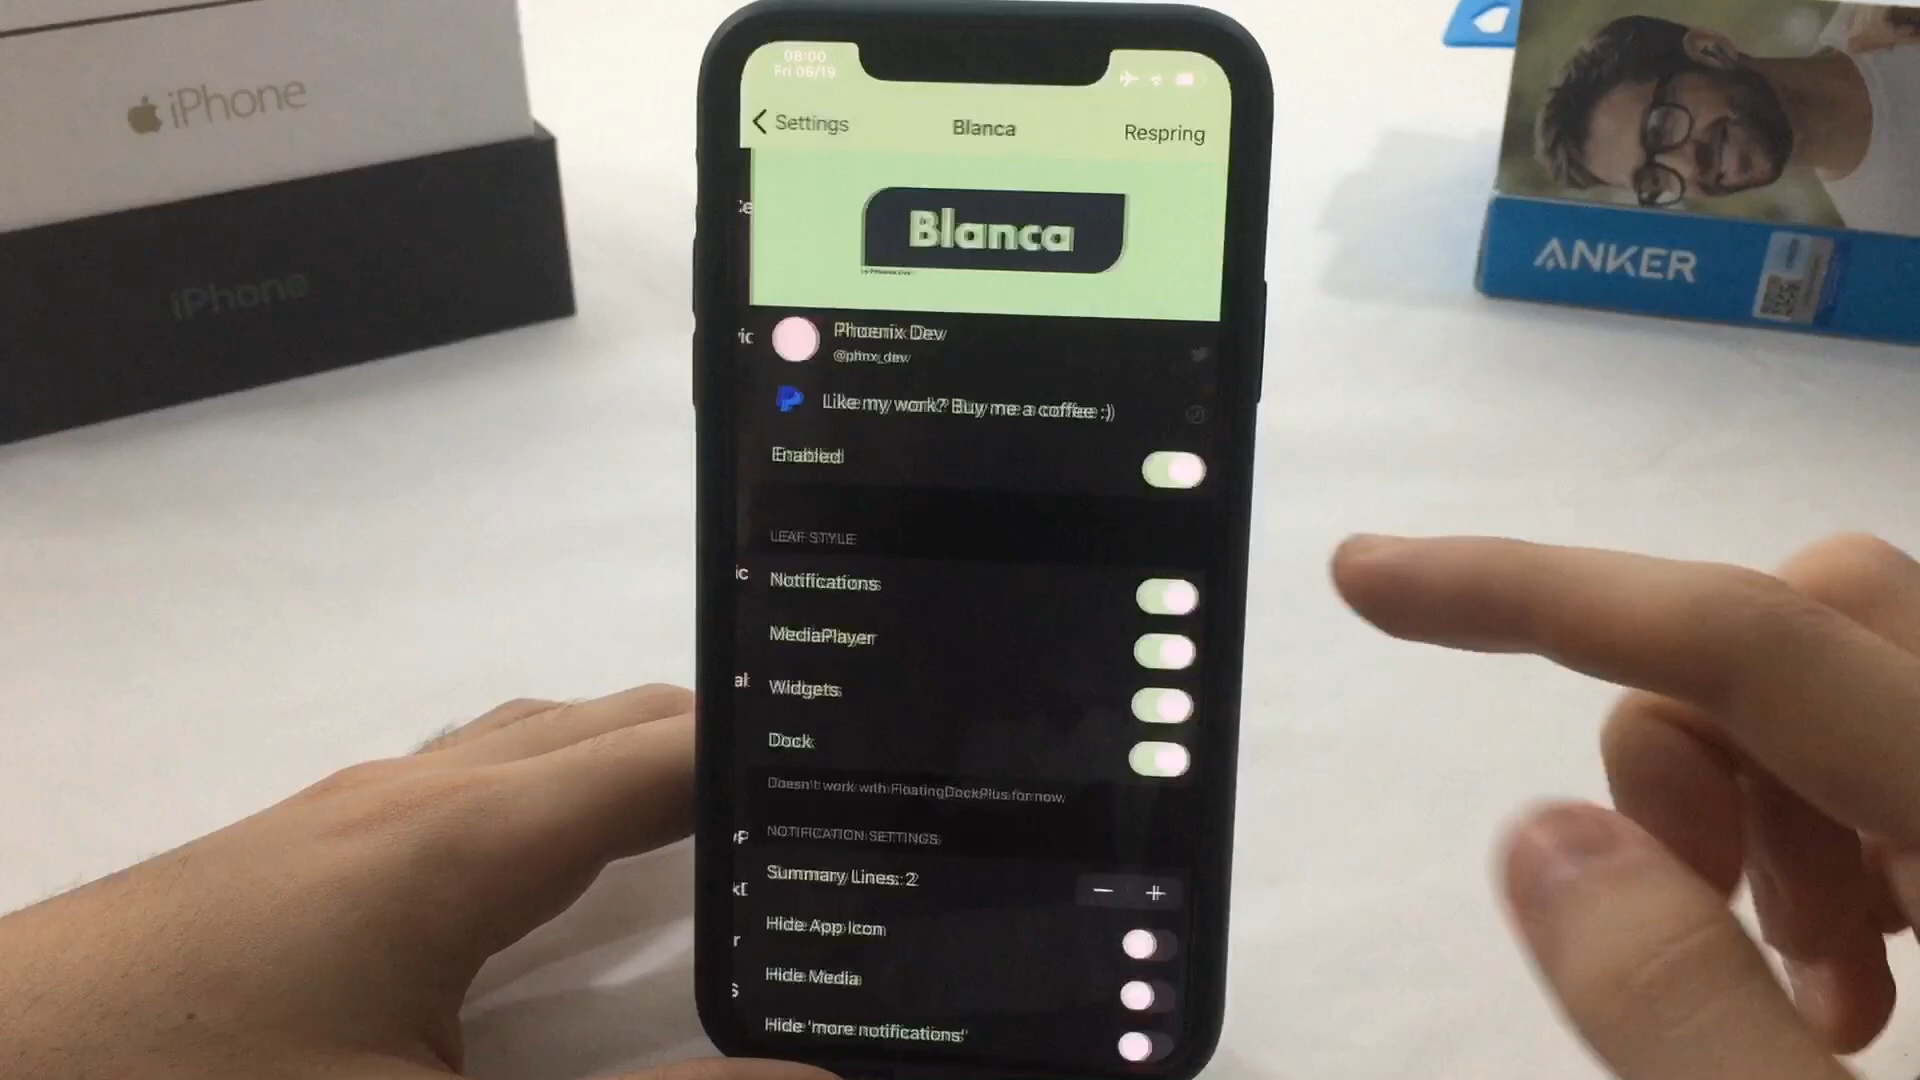 iPhone
iPhone
ANKER
08:00
Fri 06/19
Settings
Blanca
Respring
Blanca
Phoenix Dev
@phnx_dev
Like my work? Buy me a coffee :)
Enabled
LEAF STYLE
Notifications
MediaPlayer
Widgets
Dock
Doesn't work with FloatingDockPlus for now.
NOTIFICATION SETTINGS
Summary Lines: 2
Hide App Icon
Hide Media
Hide 'more notifications'